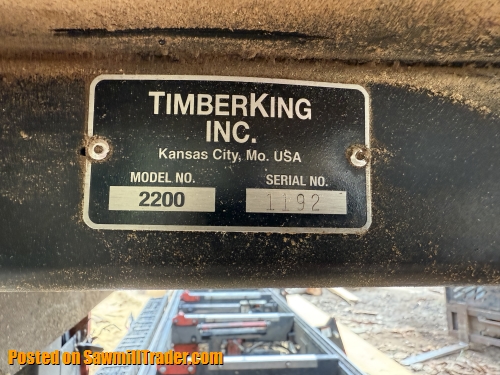 TIMBERKING
INC.
Kansas City, Mo. USA
MODEL NO. SERIAL NO.
2200 1192
Posted on SawmillTrader.com